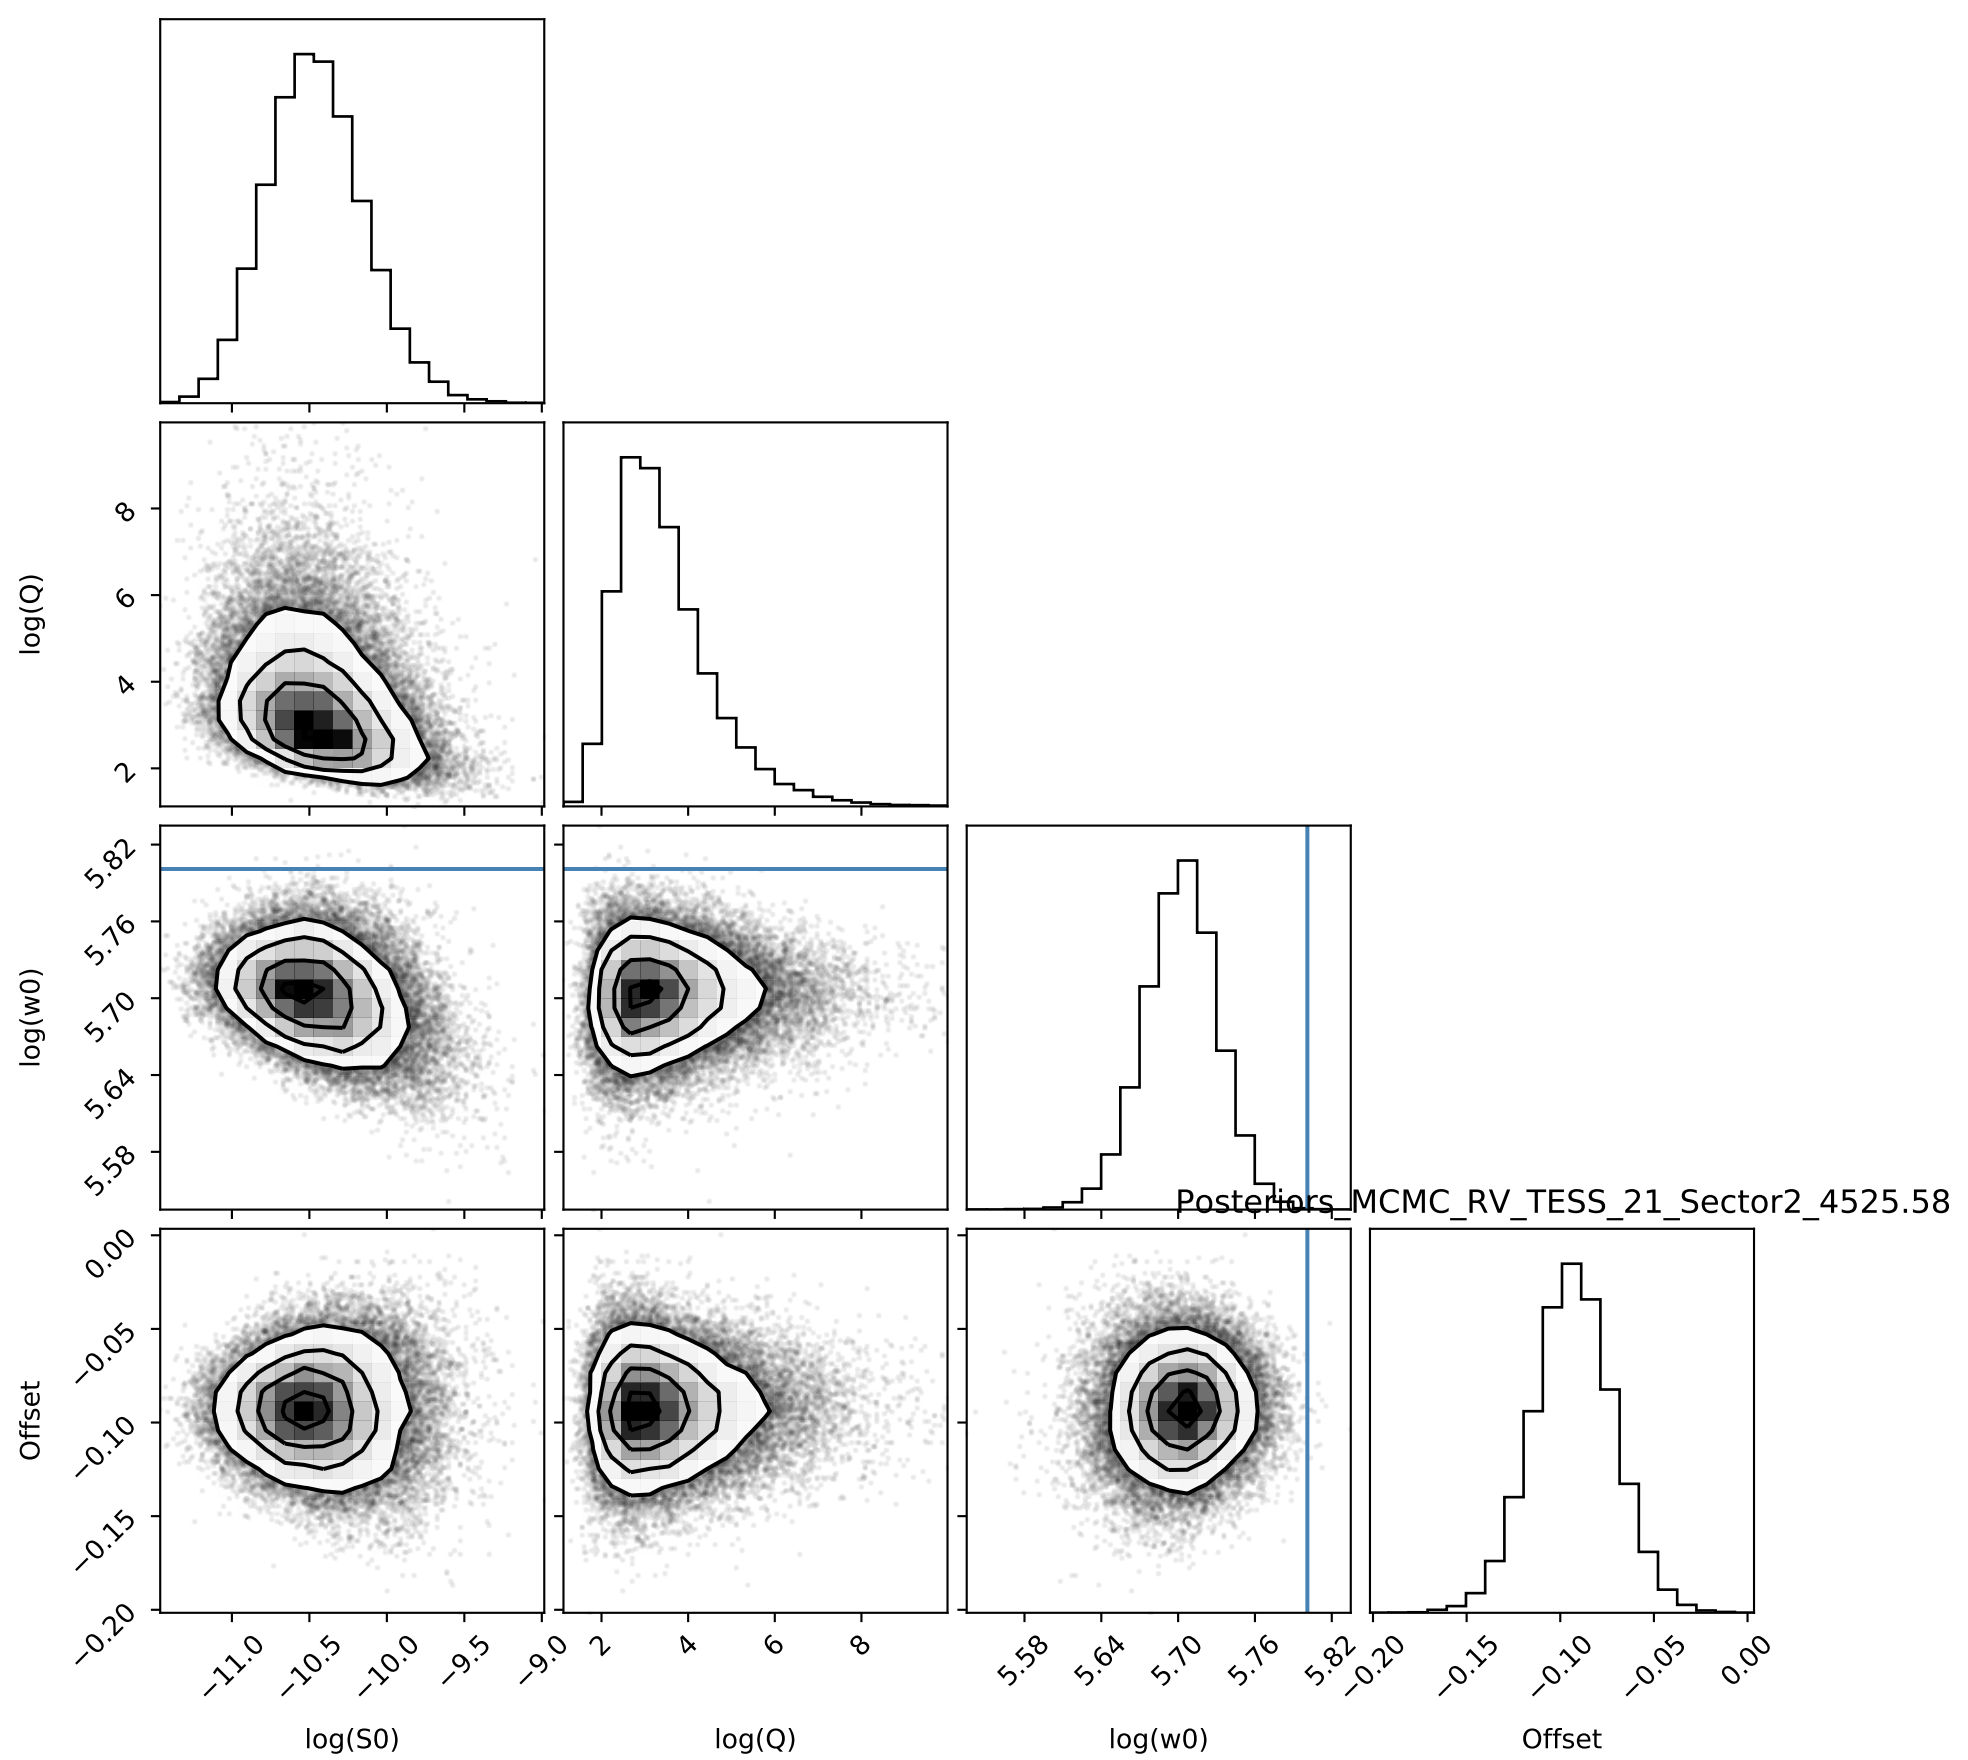 log(Q)
8
6
4
2
log(w0)
5.82
5.76
5.70
5.64
5.58
Posteriors_MCMC_RV_TESS_21_Sector2_4525.58
Offset
0.00
−0.05
−0.10
−0.15
−0.20
−11.0 −10.5 −10.0 −9.5 −9.0
2 4 6 8
5.58 5.64 5.70 5.76 5.82
−0.20 −0.15 −0.10 −0.05 0.00
log(S0) log(Q) log(w0) Offset